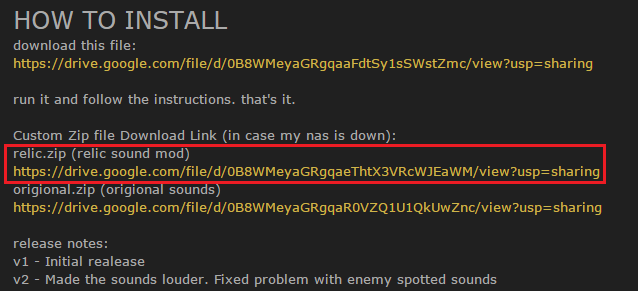 HOW TO INSTALL
download this file:
https://drive.google.com/file/d/0B8WMeyaGRgqaaFdtSy1sSWstZmc/view?usp=sharing
run it and follow the instructions. that's it.
Custom Zip file Download Link (in case my nas is down):
relic.zip (relic sound mod)
https://drive.google.com/file/d/0B8WMeyaGRgqaeThtX3VRcWJEaWM/view?usp=sharing
origional.zip (origional sounds)
https://drive.google.com/file/d/0B8WMeyaGRgqaR0VZQ1U1QkUwZnc/view?usp=sharing
release notes:
v1 - Initial realease
v2 - Made the sounds louder. Fixed problem with enemy spotted sounds